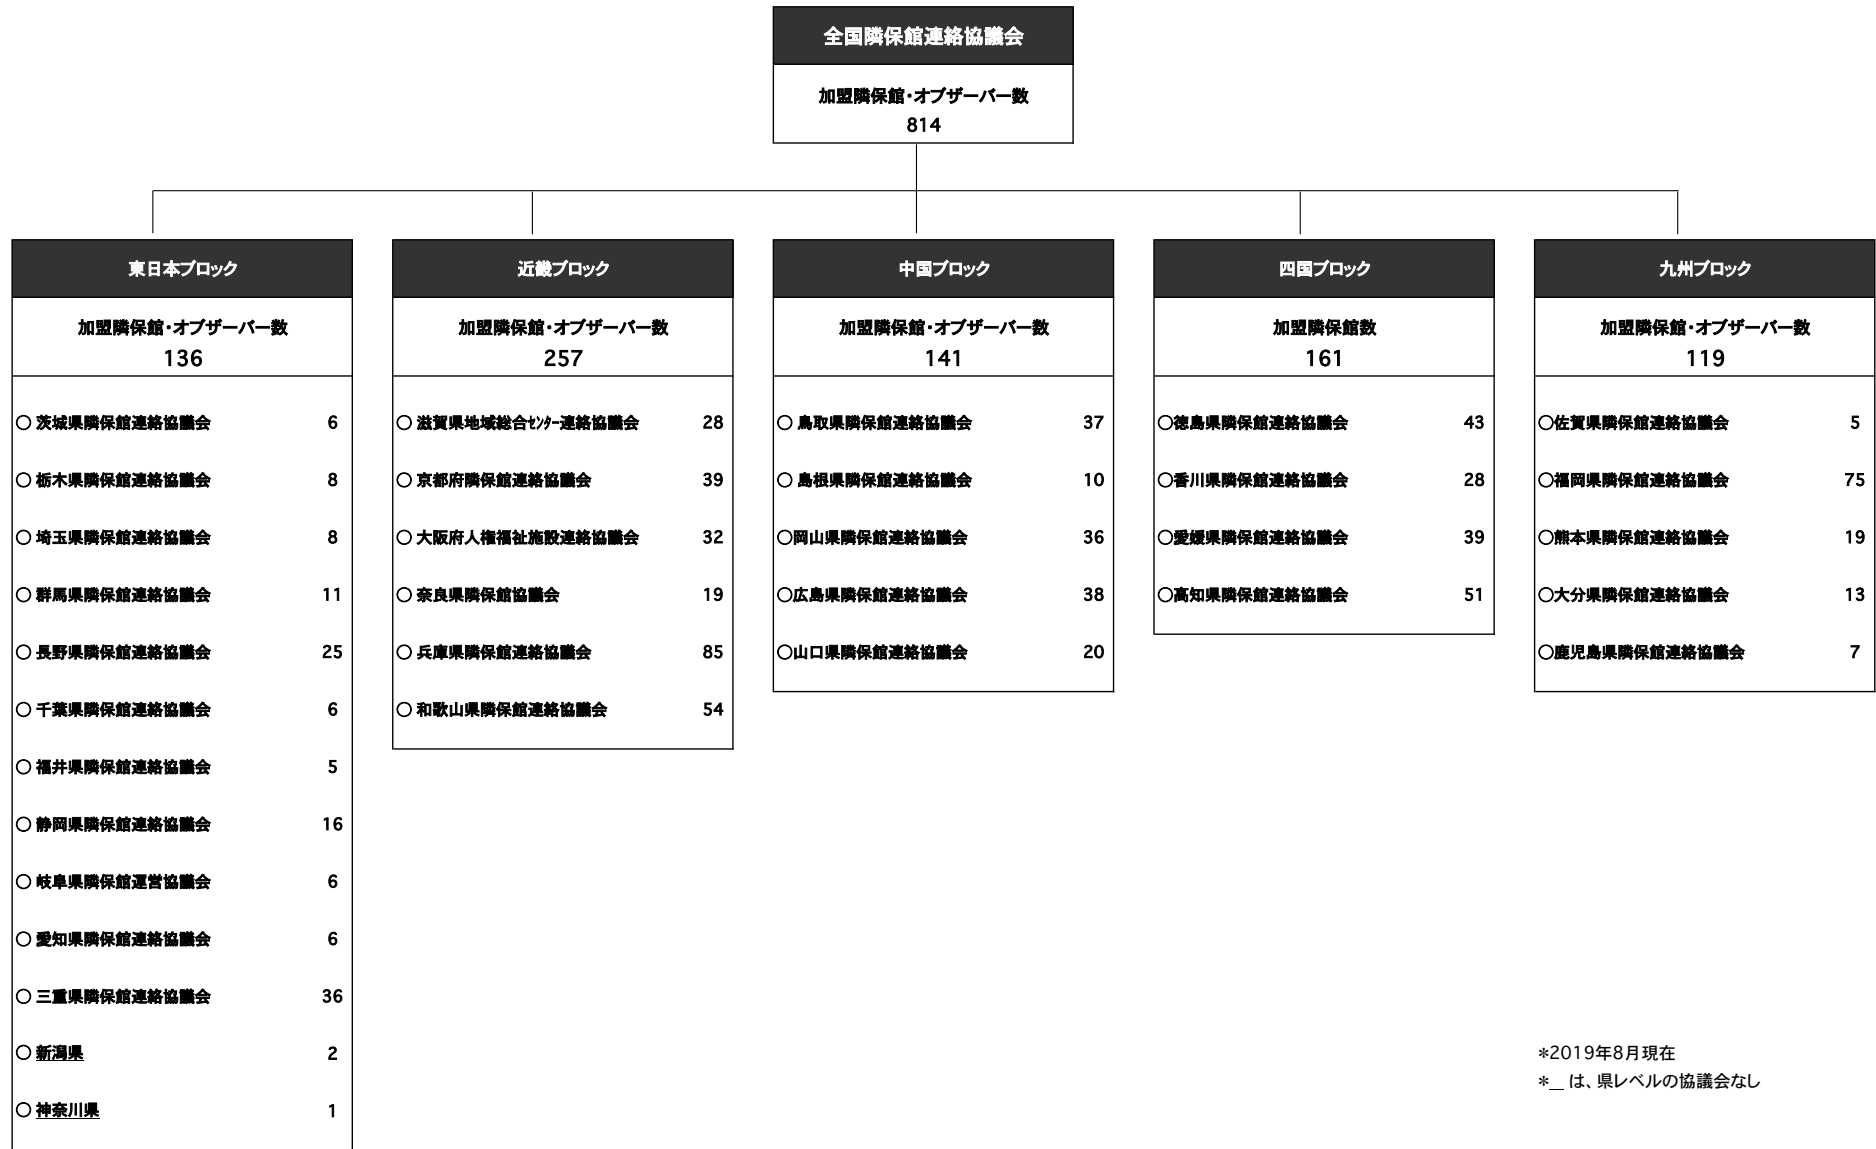 全国隣保館連絡協議会
加盟隣保館・オブザーバー数
814
東日本ブロック
加盟隣保館・オブザーバー数
136
○ 茨城県隣保館連絡協議会 6
○ 栃木県隣保館連絡協議会 8
○ 埼玉県隣保館連絡協議会 8
○ 群馬県隣保館連絡協議会 11
○ 長野県隣保館連絡協議会 25
○ 千葉県隣保館連絡協議会 6
○ 福井県隣保館連絡協議会 5
○ 静岡県隣保館連絡協議会 16
○ 岐阜県隣保館運営協議会 6
○ 愛知県隣保館連絡協議会 6
○ 三重県隣保館連絡協議会 36
○ 新潟県 2
○ 神奈川県 1
近畿ブロック
加盟隣保館・オブザーバー数
257
○ 滋賀県地域総合ｾﾝﾀｰ連絡協議会 28
○ 京都府隣保館連絡協議会 39
○ 大阪府人権福祉施設連絡協議会 32
○ 奈良県隣保館協議会 19
○ 兵庫県隣保館連絡協議会 85
○ 和歌山県隣保館連絡協議会 54
中国ブロック
加盟隣保館・オブザーバー数
141
○ 鳥取県隣保館連絡協議会 37
○ 島根県隣保館連絡協議会 10
○岡山県隣保館連絡協議会 36
○広島県隣保館連絡協議会 38
○山口県隣保館連絡協議会 20
四国ブロック
加盟隣保館数
161
○徳島県隣保館連絡協議会 43
○香川県隣保館連絡協議会 28
○愛媛県隣保館連絡協議会 39
○高知県隣保館連絡協議会 51
九州ブロック
加盟隣保館・オブザーバー数
119
○佐賀県隣保館連絡協議会 5
○福岡県隣保館連絡協議会 75
○熊本県隣保館連絡協議会 19
○大分県隣保館連絡協議会 13
○鹿児島県隣保館連絡協議会 7
*2019年8月現在
*＿ は、県レベルの協議会なし